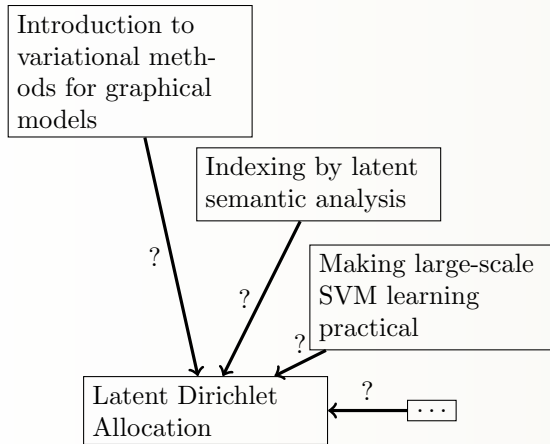 Introduction to
variational meth-
ods for graphical
models
Indexing by latent
semantic analysis
?
?
Making large-scale
SVM learning
practical
?
Latent Dirichlet
Allocation
?
...